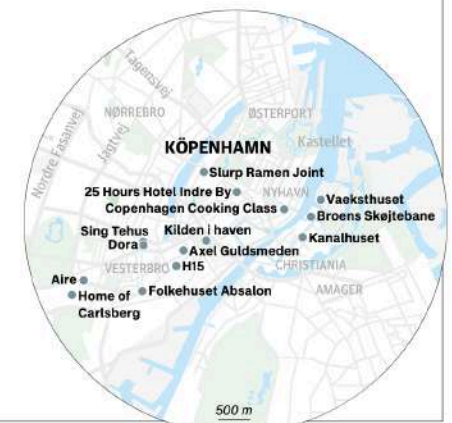 Tagensvej
NØRREBRO
ØSTERPORT
Nordre Fasanvej
Jagtvej
Kastellet
KÖPENHAMN
Slurp Ramen Joint
25 Hours Hotel Indre By
NYHAVN
Vaeksthuset
Copenhagen Cooking Class
Broens Skøjtebane
Sing Tehus
Kilden i haven
Kanalhuset
Dora
Axel Guldsmeden
VESTERBRO
H15
CHRISTIANIA
Aire
Folkehuset Absalon
AMAGER
Home of
Carlsberg
500 m